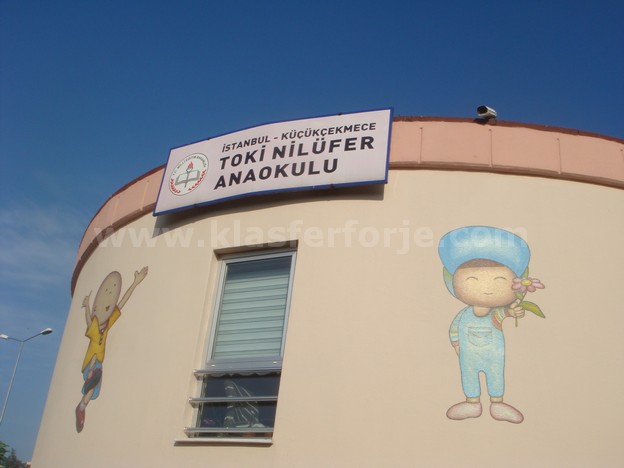 İSTANBUL - KÜÇÜKÇEKMECE
TOKİ NİLÜFER
ANAOKULU
www.klasferforje.com